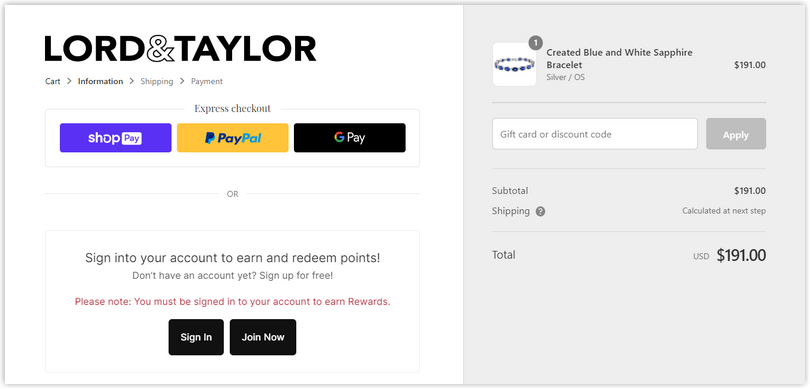 LORD&TAYLOR
Cart > Information > Shipping > Payment
Express checkout
shop Pay
PayPal
G Pay
OR
Sign into your account to earn and redeem points!
Don't have an account yet? Sign up for free!
Please note: You must be signed in to your account to earn Rewards.
Sign In
Join Now
1
Created Blue and White Sapphire
Bracelet
$191.00
Silver / OS
Gift card or discount code
Apply
Subtotal $191.00
Shipping ? Calculated at next step
Total USD $191.00